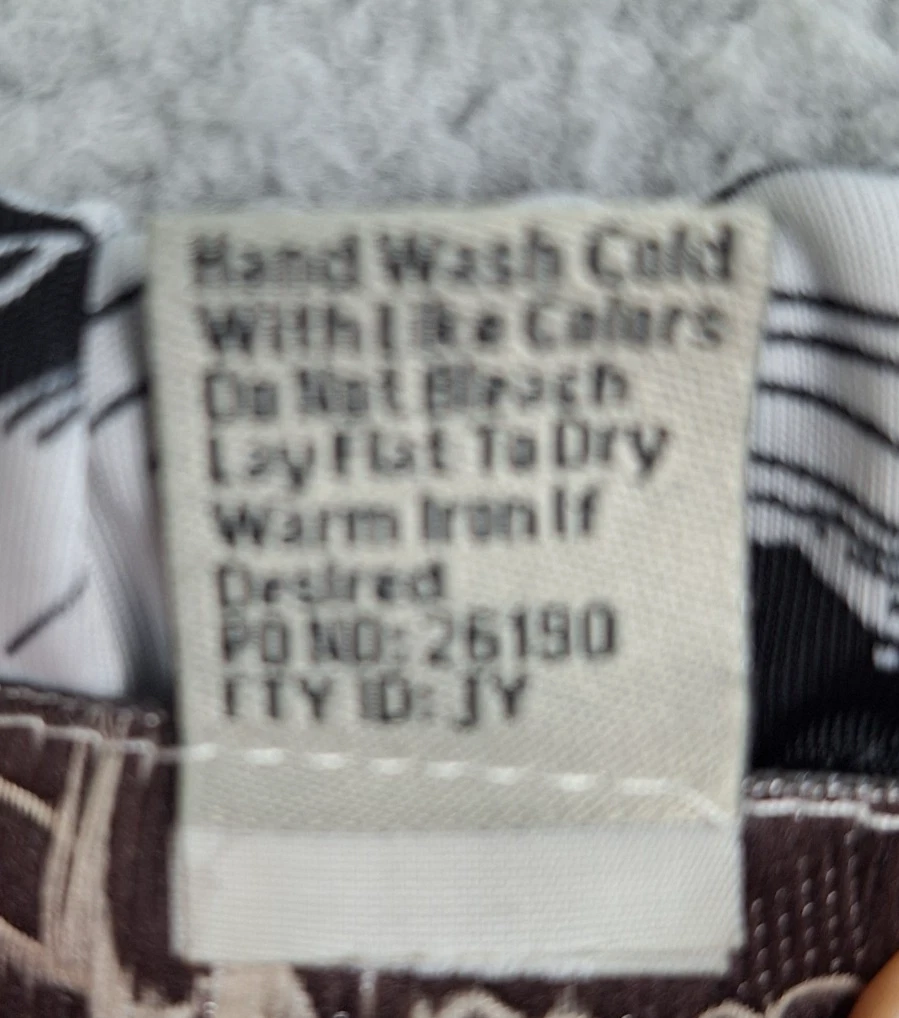 Hand Wash Cold
With Like Colors
Do Not Bleach
Lay Flat To Dry
Warm Iron If
Desired
PO NO: 26190
FTY ID: JY